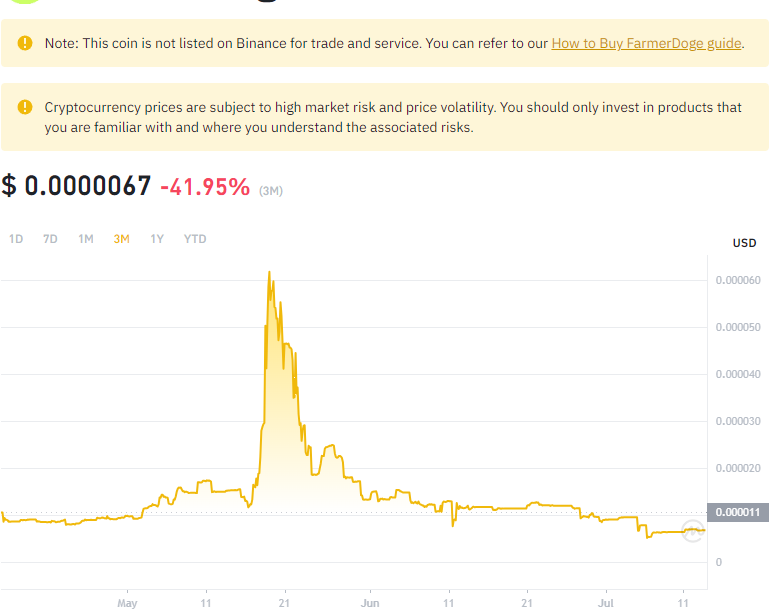 Note: This coin is not listed on Binance for trade and service. You can refer to our How to Buy FarmerDoge guide.
Cryptocurrency prices are subject to high market risk and price volatility. You should only invest in products that
you are familiar with and where you understand the associated risks.
$ 0.0000067 -41.95% (3M)
1D 7D 1M 3M 1Y YTD
USD
0.000060
0.000050
0.000040
0.000030
0.000020
0.000011
0
May 11 21 Jun 11 21 Jul 11